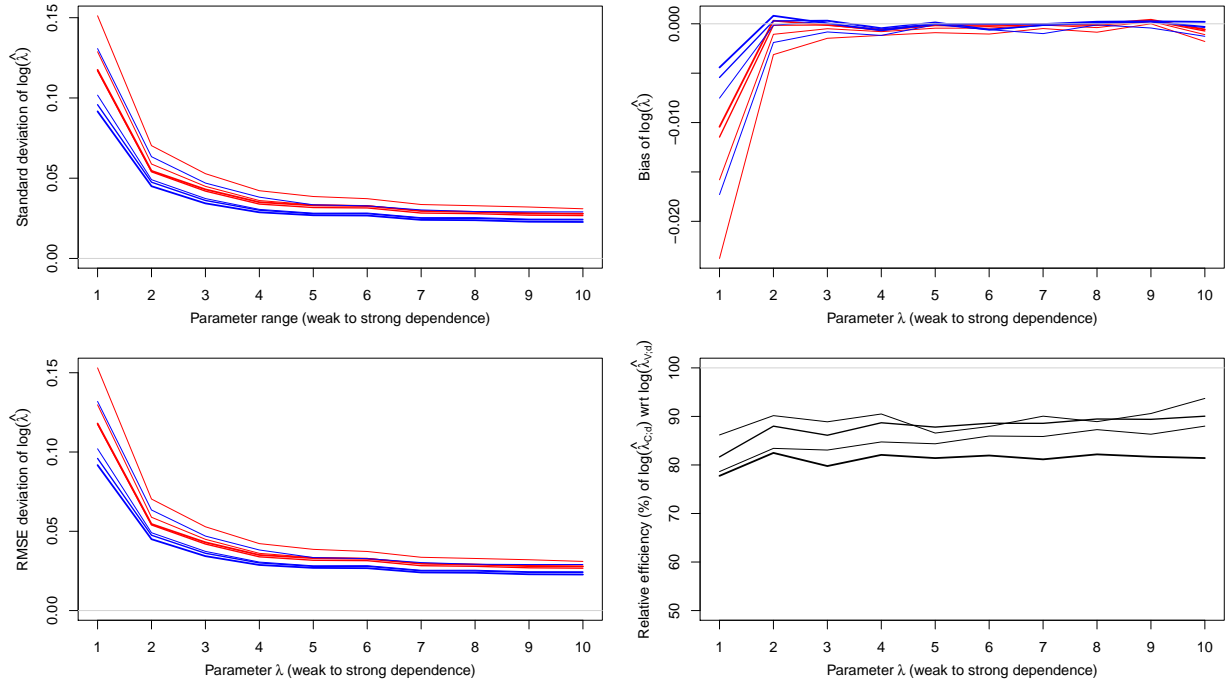 Standard deviation of log(λ̂)
0.00 0.05 0.10 0.15
1 2 3 4 5 6 7 8 9 10
Parameter range (weak to strong dependence)
Bias of log(λ̂)
−0.020 −0.010 0.000
1 2 3 4 5 6 7 8 9 10
Parameter λ (weak to strong dependence)
RMSE deviation of log(λ̂)
0.00 0.05 0.10 0.15
1 2 3 4 5 6 7 8 9 10
Parameter λ (weak to strong dependence)
Relative efficiency (%) of log(λ̂C;d) wrt log(λ̂V;d)
50 60 70 80 90 100
1 2 3 4 5 6 7 8 9 10
Parameter λ (weak to strong dependence)